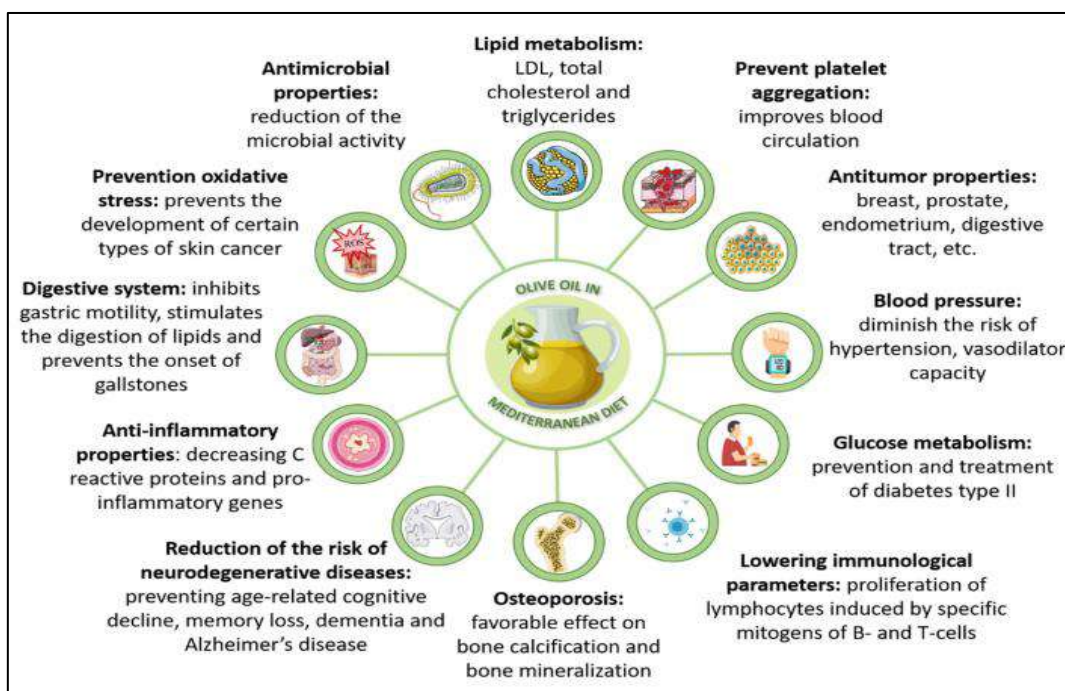 Lipid metabolism:
LDL, total
cholesterol and
triglycerides
Prevent platelet
aggregation:
improves blood
circulation
Antitumor properties:
breast, prostate,
endometrium, digestive
tract, etc.
Blood pressure:
diminish the risk of
hypertension, vasodilator
capacity
Glucose metabolism:
prevention and treatment
of diabetes type II
Lowering immunological
parameters: proliferation of
lymphocytes induced by specific
mitogens of B- and T-cells
Osteoporosis:
favorable effect on
bone calcification and
bone mineralization
Reduction of the risk of
neurodegenerative diseases:
preventing age-related cognitive
decline, memory loss, dementia and
Alzheimer's disease
Anti-inflammatory
properties: decreasing C
reactive proteins and pro-
inflammatory genes
Digestive system: inhibits
gastric motility, stimulates
the digestion of lipids and
prevents the onset of
gallstones
Prevention oxidative
stress: prevents the
development of certain
types of skin cancer
Antimicrobial
properties:
reduction of the
microbial activity
ROS
OLIVE OIL IN
MEDITERRANEAN DIET